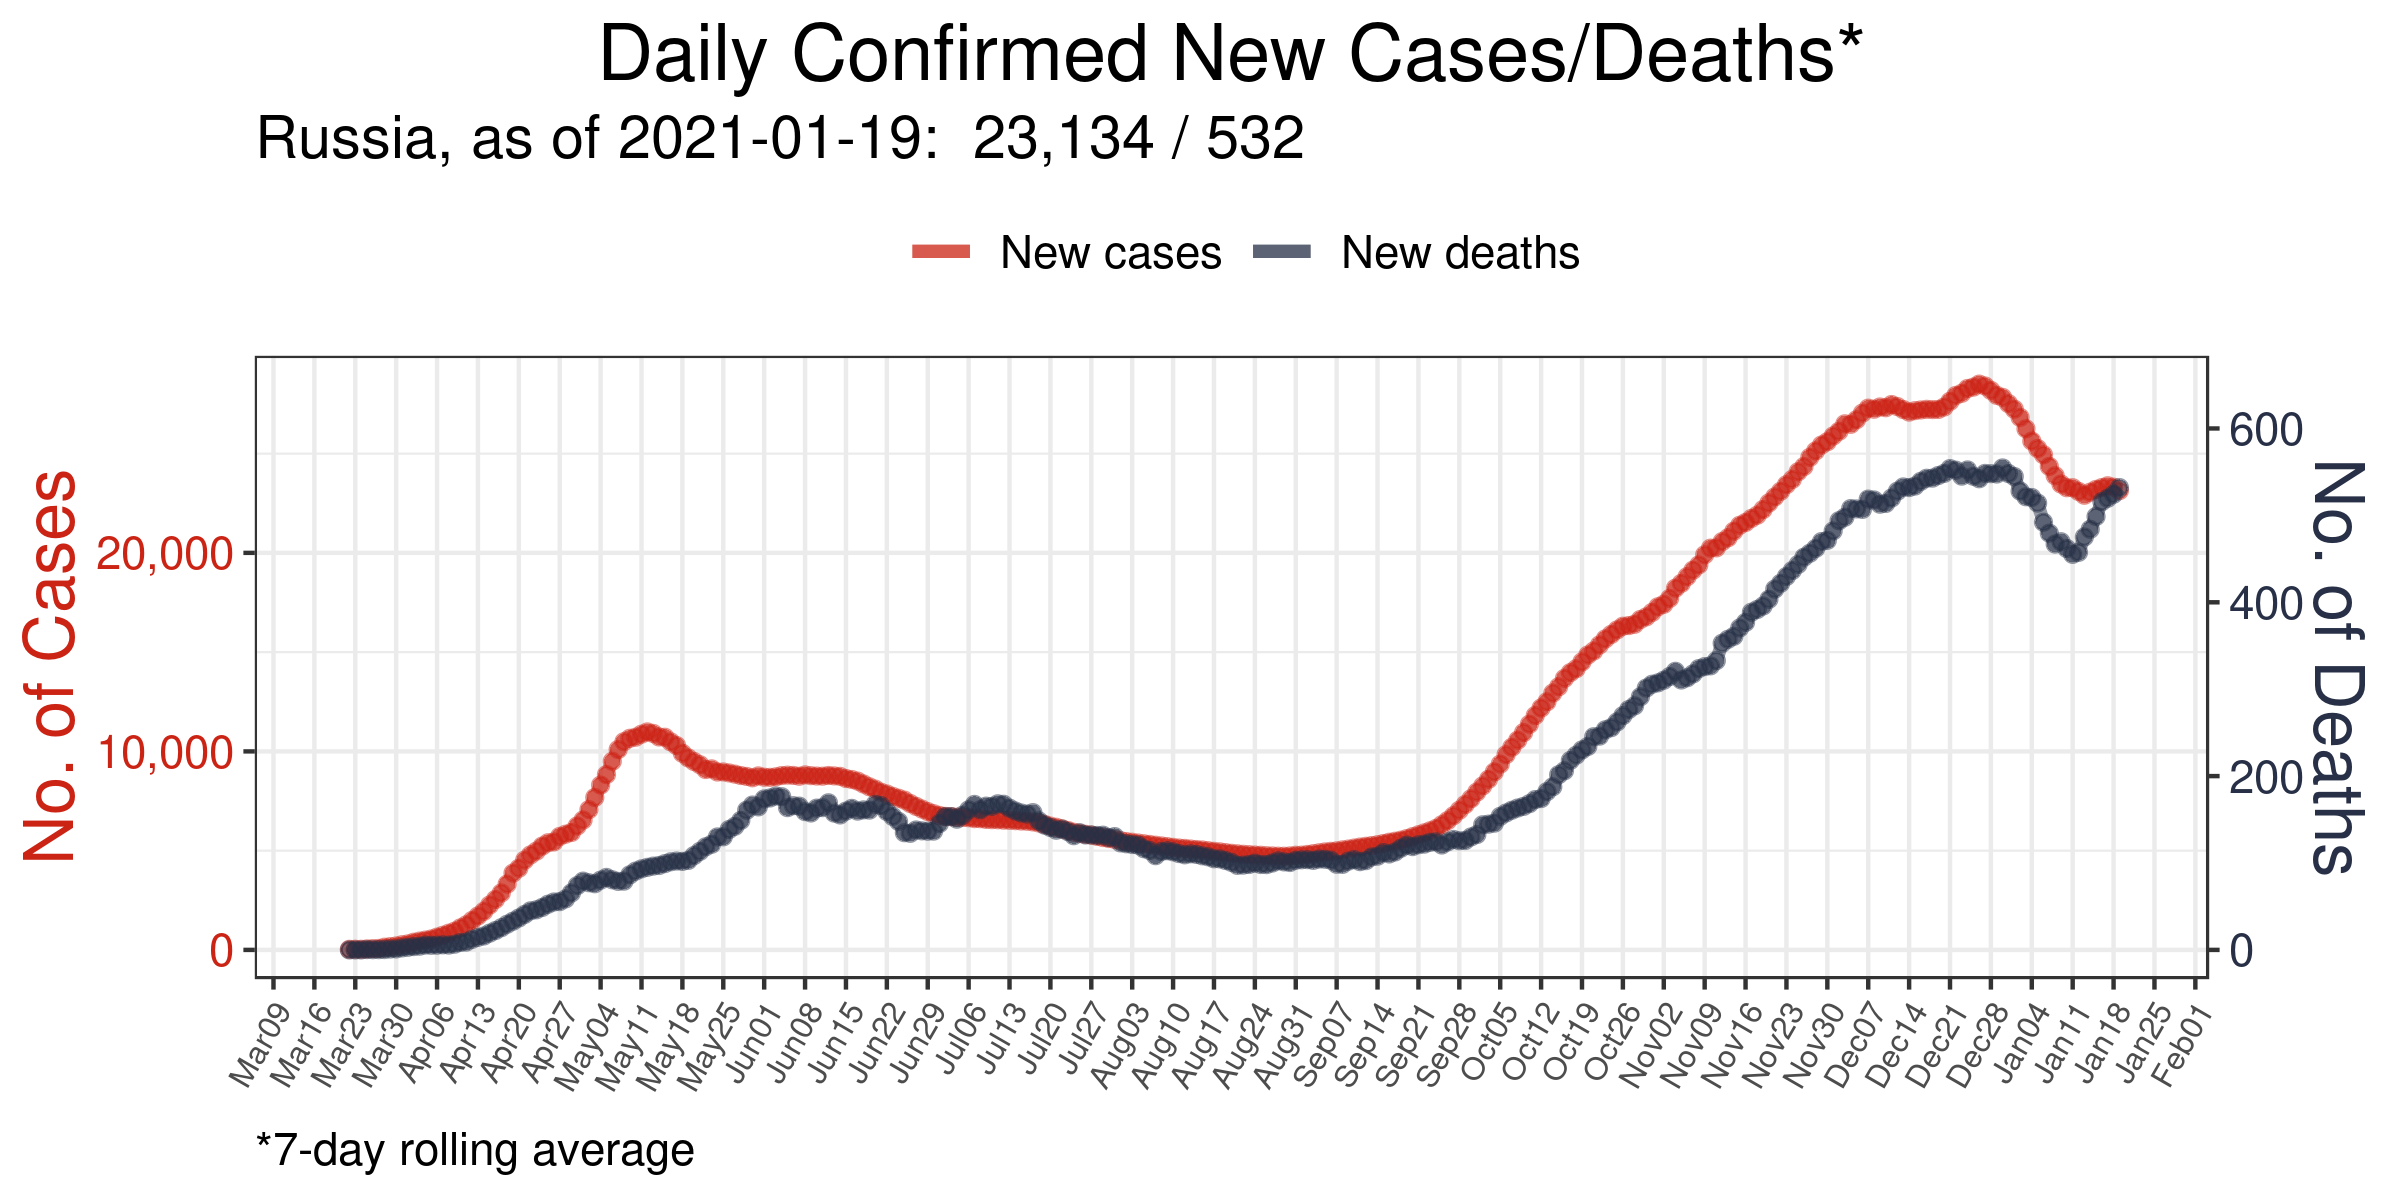 Daily Confirmed New Cases/Deaths*
Russia, as of 2021-01-19:  23,134 / 532
New cases
New deaths
No. of Cases
20,000
10,000
0
600
400
200
0
No. of Deaths
Mar09
Mar16
Mar23
Mar30
Apr06
Apr13
Apr20
Apr27
May04
May11
May18
May25
Jun01
Jun08
Jun15
Jun22
Jun29
Jul06
Jul13
Jul20
Jul27
Aug03
Aug10
Aug17
Aug24
Aug31
Sep07
Sep14
Sep21
Sep28
Oct05
Oct12
Oct19
Oct26
Nov02
Nov09
Nov16
Nov23
Nov30
Dec07
Dec14
Dec21
Dec28
Jan04
Jan11
Jan18
Jan25
Feb01
*7-day rolling average